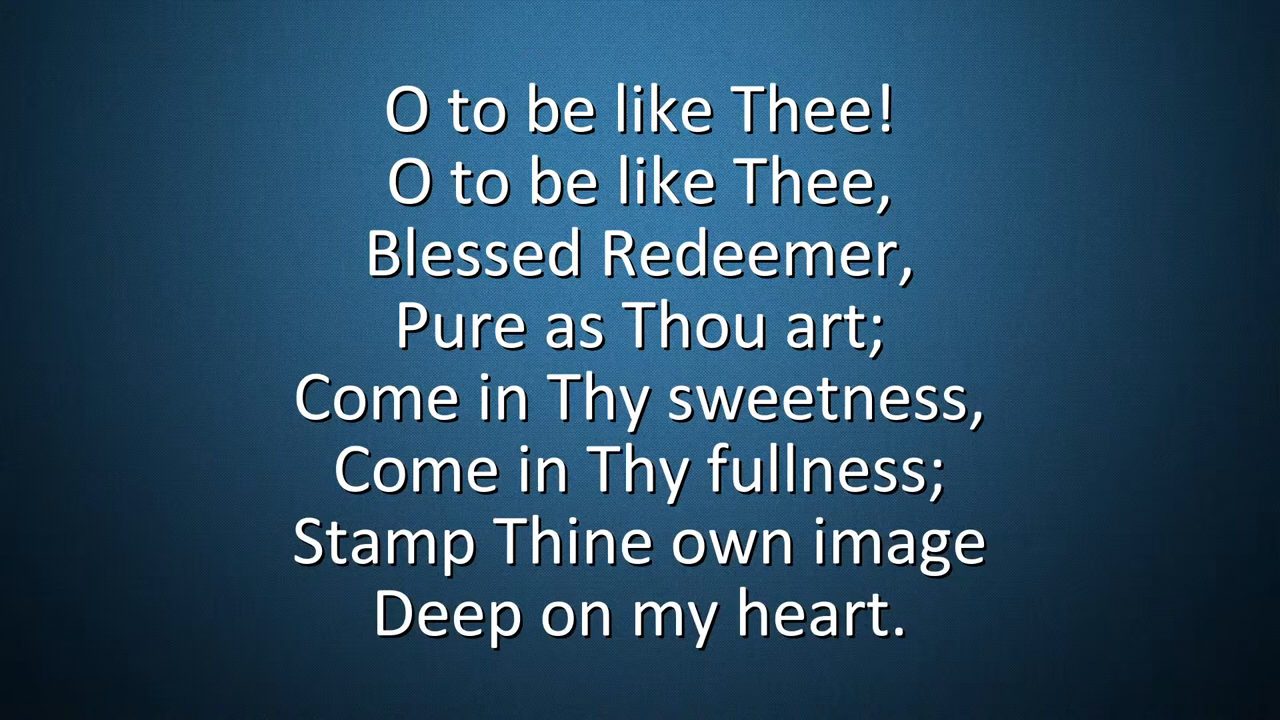 O to be like Thee!
O to be like Thee,
Blessed Redeemer,
Pure as Thou art;
Come in Thy sweetness,
Come in Thy fullness;
Stamp Thine own image
Deep on my heart.